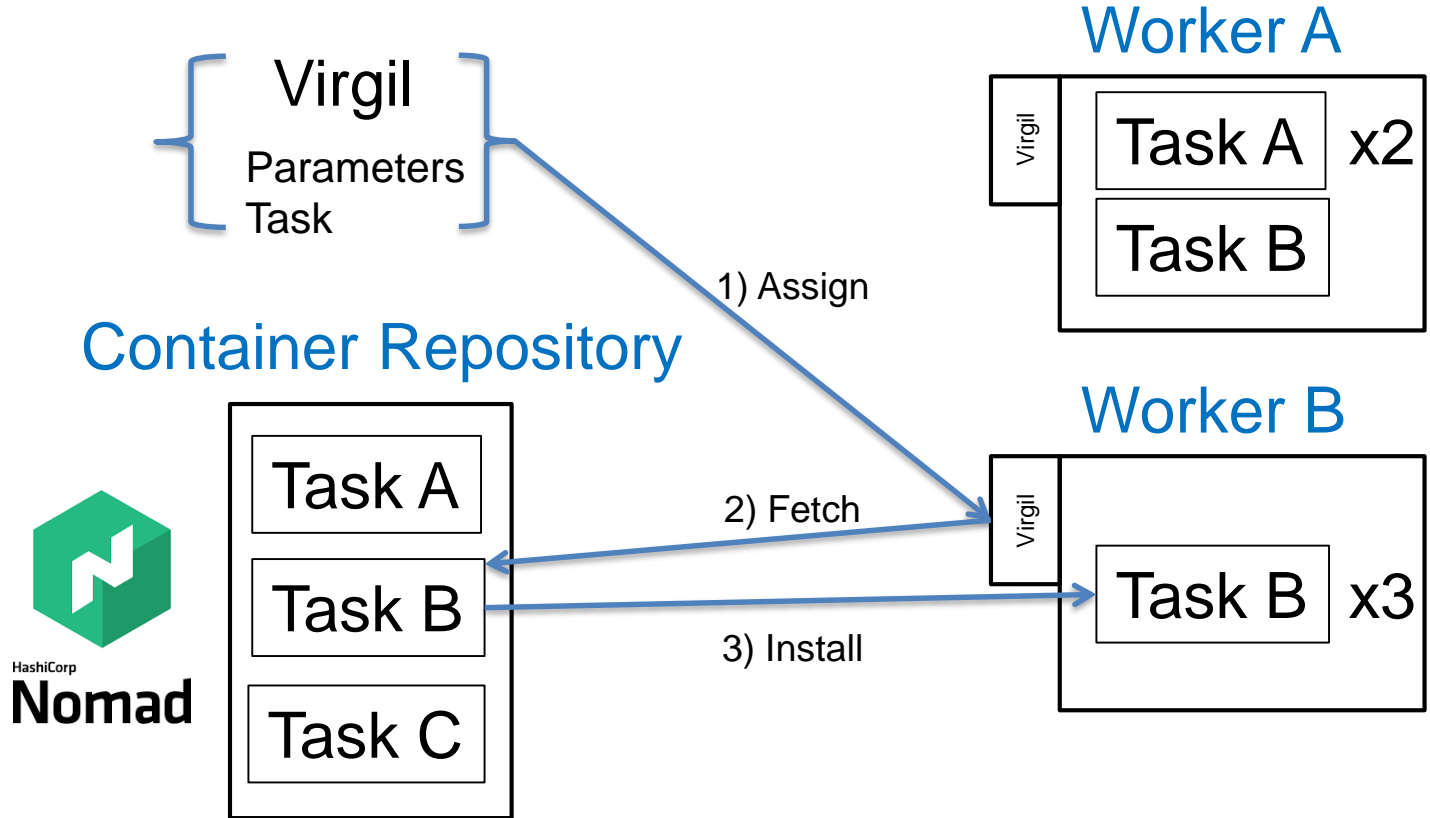 Virgil
Parameters
Task
1) Assign
Worker A
Virgil
Task A x2
Task B
Container Repository
Task A
Task B
Task C
HashiCorp
Nomad
2) Fetch
3) Install
Worker B
Virgil
Task B x3